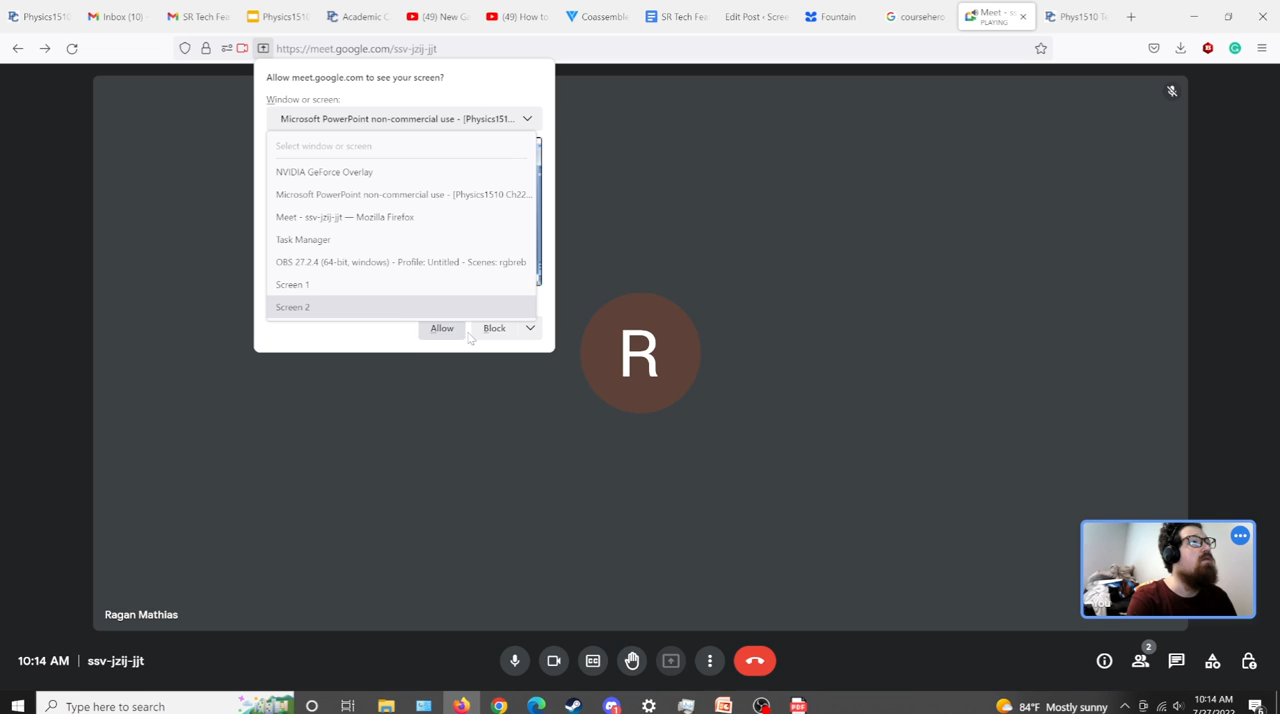 Physics1510
Inbox (10)
SR Tech Fea
Physics151
Academic C
(49) New G
(49) How to
Coassemble
SR Tech Fea
Edit Post ‹ Scree
Fountain
coursehero
Meet - ss
PLAYING
Phys1510 Te
https://meet.google.com/ssv-jzij-jjt
Allow meet.google.com to see your screen?
Window or screen:
Microsoft PowerPoint non-commercial use - [Physics151...
Select window or screen
NVIDIA GeForce Overlay
Microsoft PowerPoint non-commercial use - [Physics1510 Ch22...
Meet - ssv-jzij-jjt — Mozilla Firefox
Task Manager
OBS 27.2.4 (64-bit, windows) - Profile: Untitled - Scenes: rgbreb
Screen 1
Screen 2
Allow
Block
R
You
Ragan Mathias
10:14 AM | ssv-jzij-jjt
2
Type here to search
84°F Mostly sunny
10:14 AM
7/27/2022